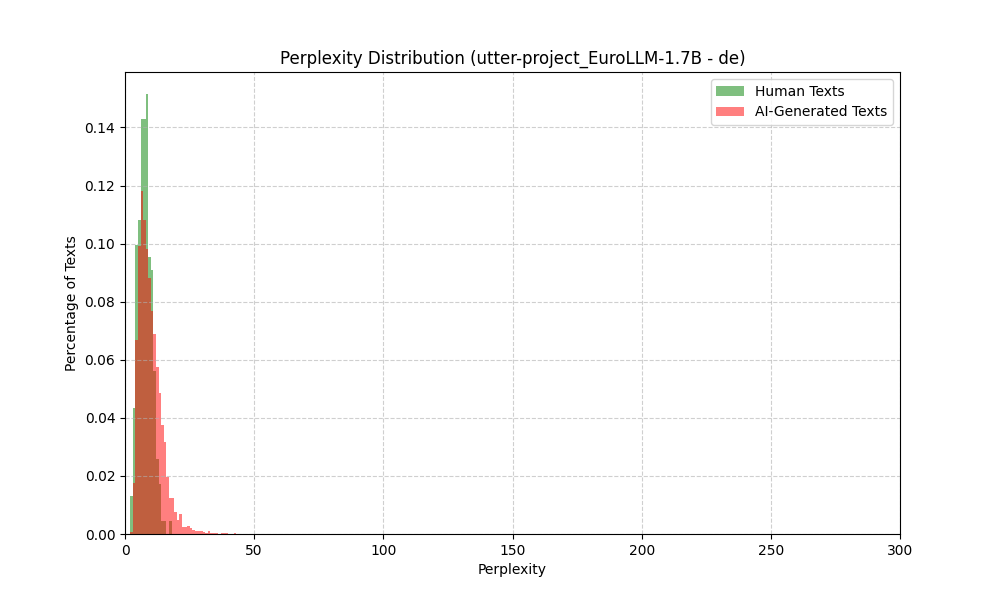 Perplexity Distribution (utter-project_EuroLLM-1.7B - de)
Human Texts
AI-Generated Texts
Percentage of Texts
0.14
0.12
0.10
0.08
0.06
0.04
0.02
0.00
0 50 100 150 200 250 300
Perplexity